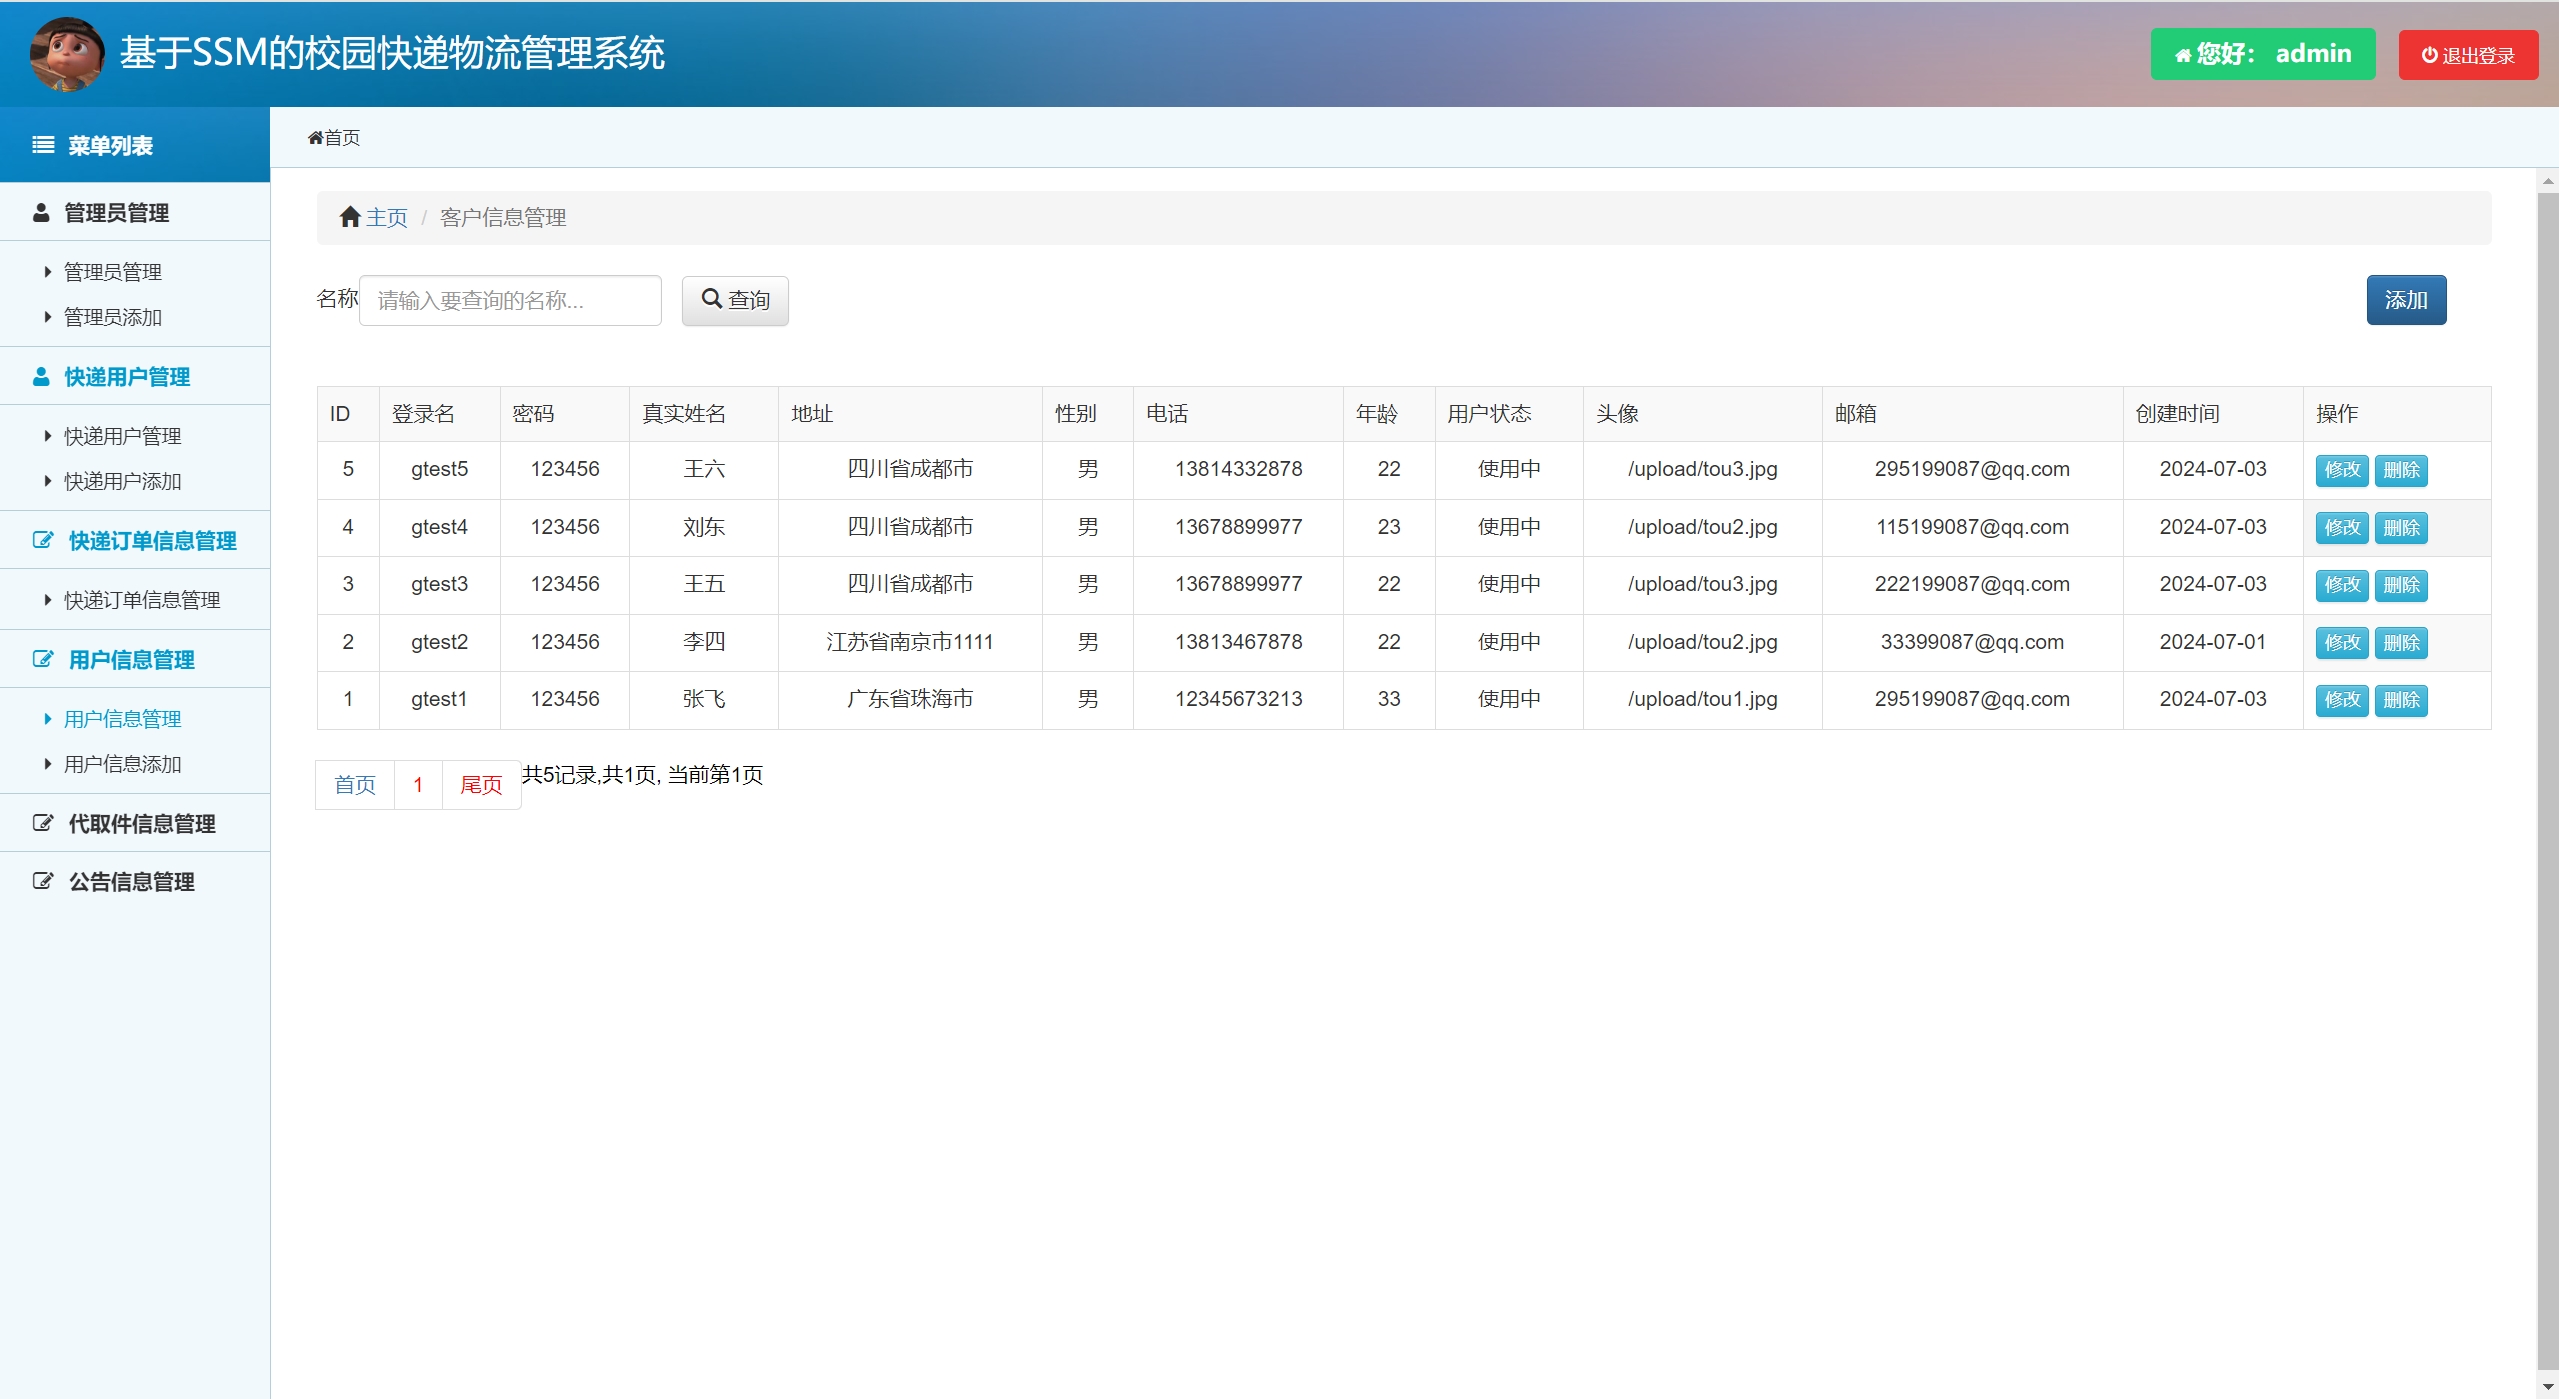 基于SSM的校园快递物流管理系统
您好： admin
退出登录
菜单列表
首页
管理员管理
管理员管理
管理员添加
快递用户管理
快递用户管理
快递用户添加
快递订单信息管理
快递订单信息管理
用户信息管理
用户信息管理
用户信息添加
代取件信息管理
公告信息管理
主页 / 客户信息管理
名称 请输入要查询的名称... 查询 添加
ID 登录名 密码 真实姓名 地址 性别 电话 年龄 用户状态 头像 邮箱 创建时间 操作
5 gtest5 123456 王六 四川省成都市 男 13814332878 22 使用中 /upload/tou3.jpg 295199087@qq.com 2024-07-03 修改 删除
4 gtest4 123456 刘东 四川省成都市 男 13678899977 23 使用中 /upload/tou2.jpg 115199087@qq.com 2024-07-03 修改 删除
3 gtest3 123456 王五 四川省成都市 男 13678899977 22 使用中 /upload/tou3.jpg 222199087@qq.com 2024-07-03 修改 删除
2 gtest2 123456 李四 江苏省南京市1111 男 13813467878 22 使用中 /upload/tou2.jpg 33399087@qq.com 2024-07-01 修改 删除
1 gtest1 123456 张飞 广东省珠海市 男 12345673213 33 使用中 /upload/tou1.jpg 295199087@qq.com 2024-07-03 修改 删除
首页 1 尾页 共5记录,共1页, 当前第1页